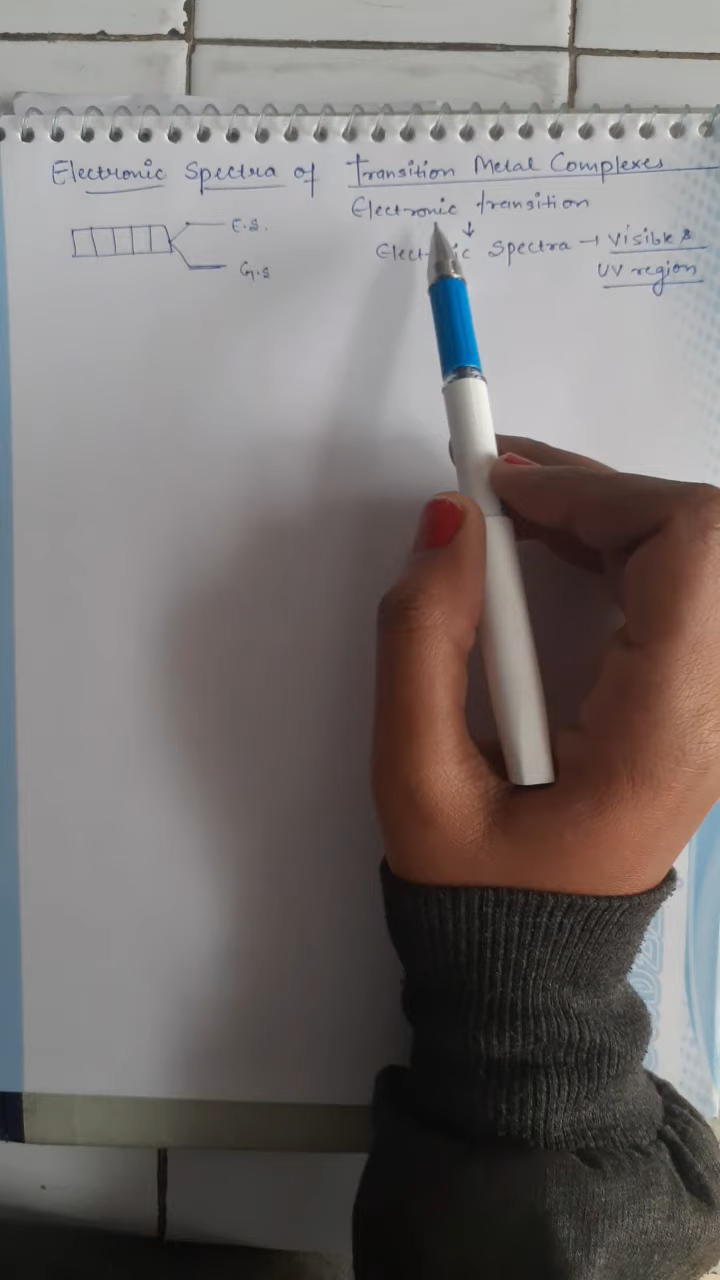 Electronic Spectra of Transition Metal Complexes
Electronic transition
E.S.
G.S
↓
Spectra → Visible &
UV region